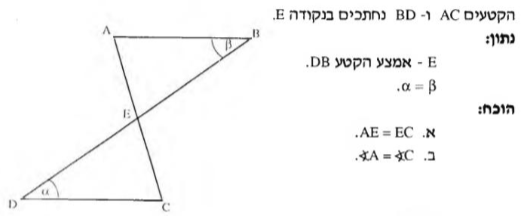 הקטעים AC ו- BD נחתכים בנקודה E.
נתון:
E - אמצע הקטע DB.
α = β.
הוכח:
א. AE = EC.
ב. ∢A = ∢C.
A
B
β
E
α
D
C